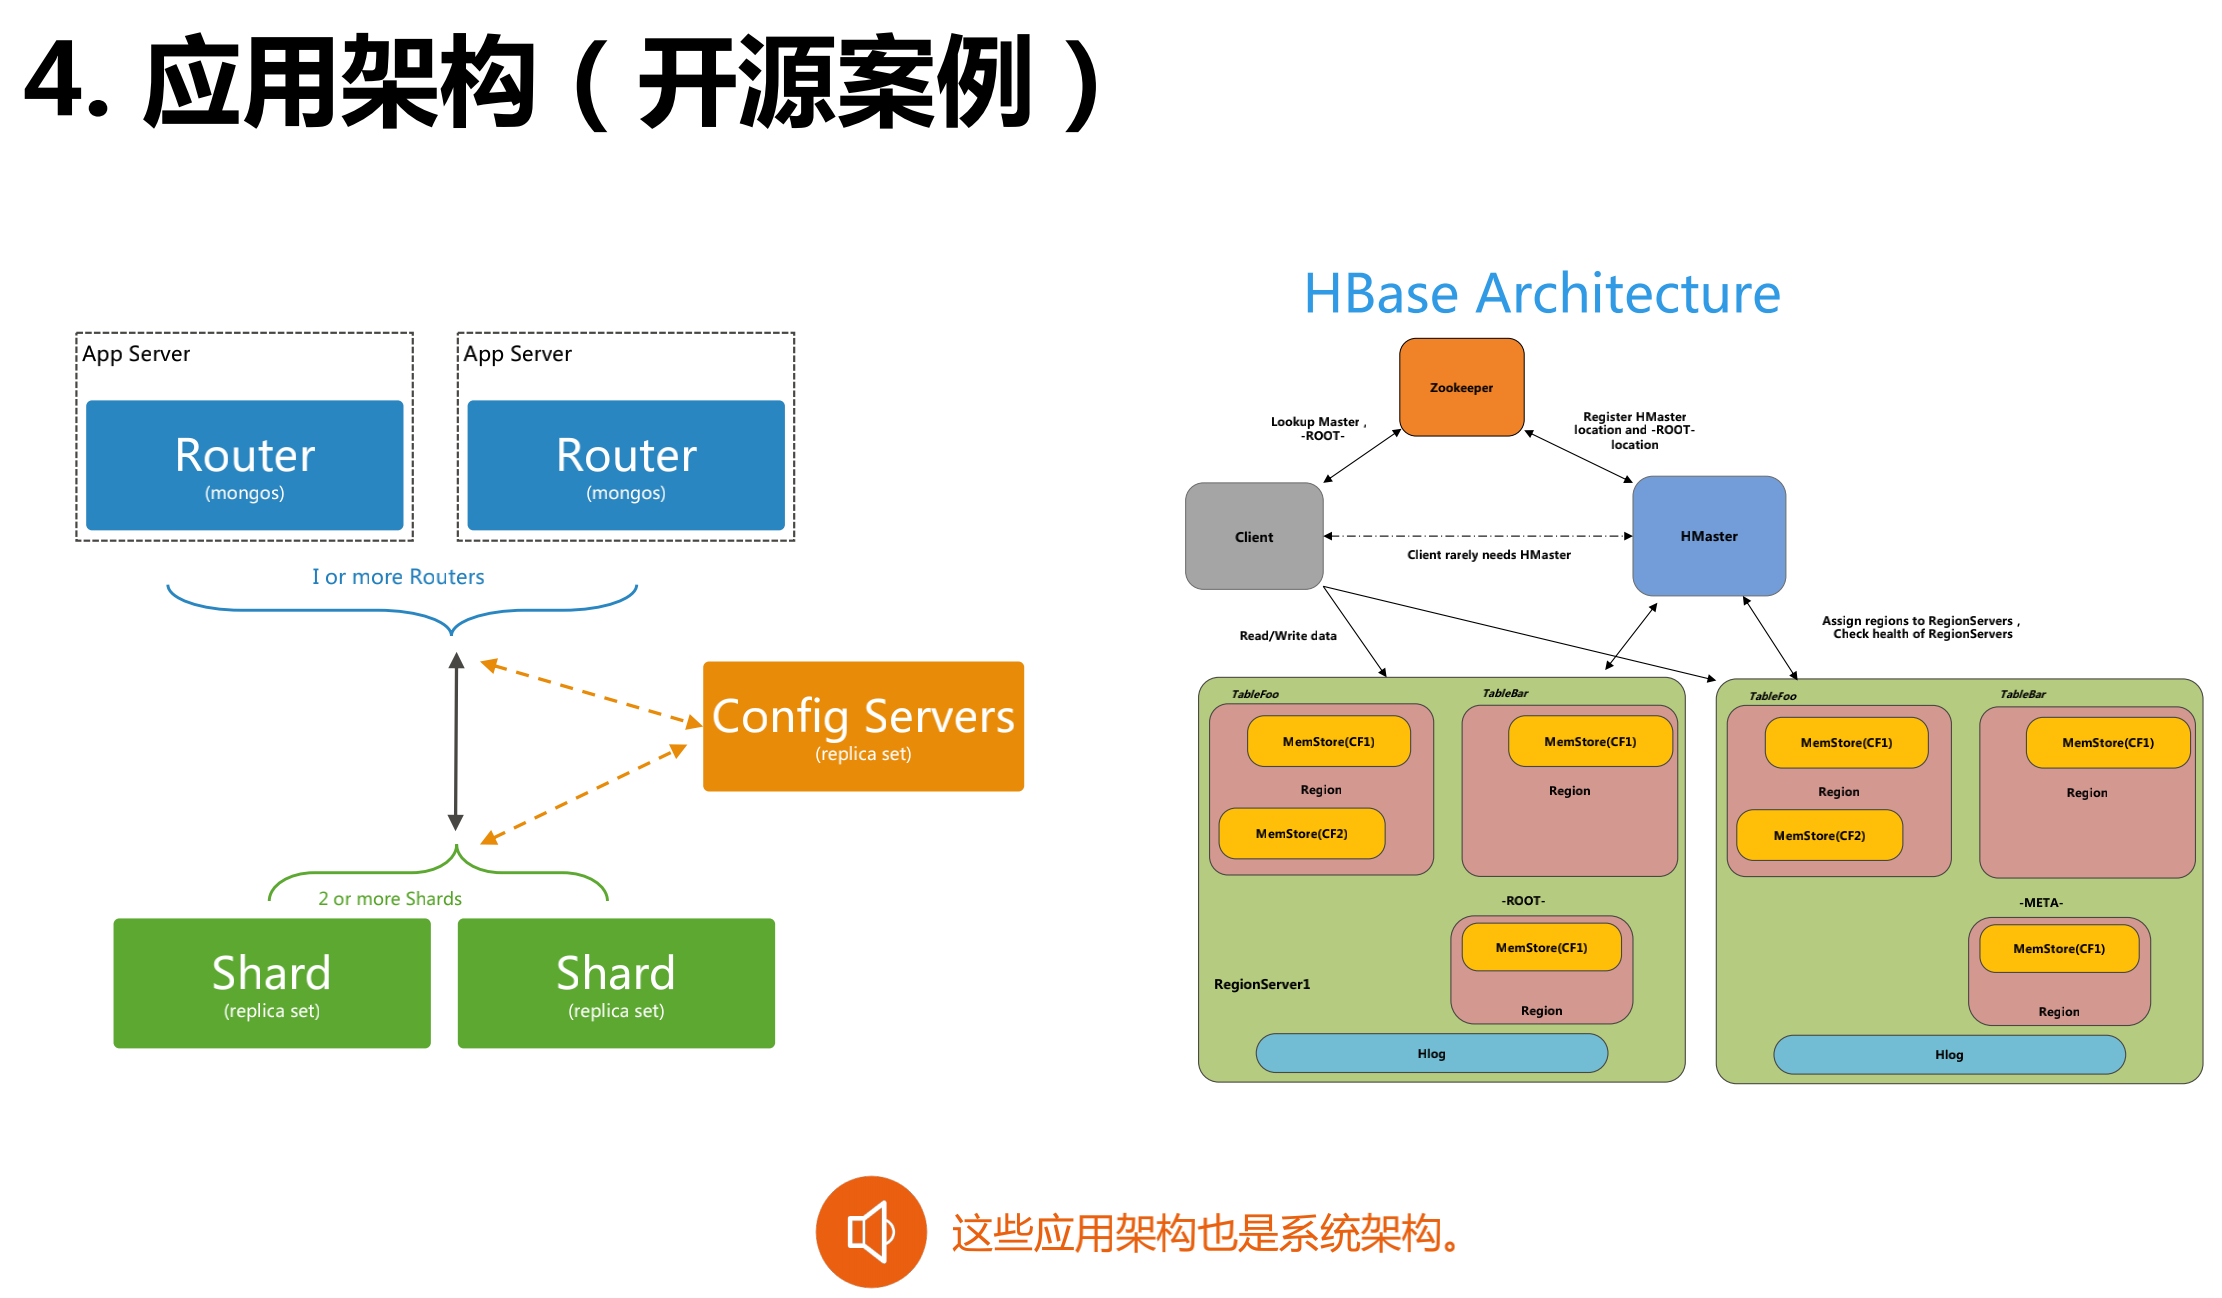 4. 应用架构（开源案例）
App Server
Router
(mongos)
App Server
Router
(mongos)
I or more Routers
Config Servers
(replica set)
2 or more Shards
Shard
(replica set)
Shard
(replica set)
HBase Architecture
Zookeeper
Lookup Master ,
-ROOT-
Register HMaster
location and -ROOT-
location
Client
HMaster
Client rarely needs HMaster
Read/Write data
Assign regions to RegionServers ,
Check health of RegionServers
TableFoo
MemStore(CF1)
Region
MemStore(CF2)
TableBar
MemStore(CF1)
Region
-ROOT-
MemStore(CF1)
Region
RegionServer1
Hlog
TableFoo
MemStore(CF1)
Region
MemStore(CF2)
TableBar
MemStore(CF1)
Region
-META-
MemStore(CF1)
Region
Hlog
这些应用架构也是系统架构。